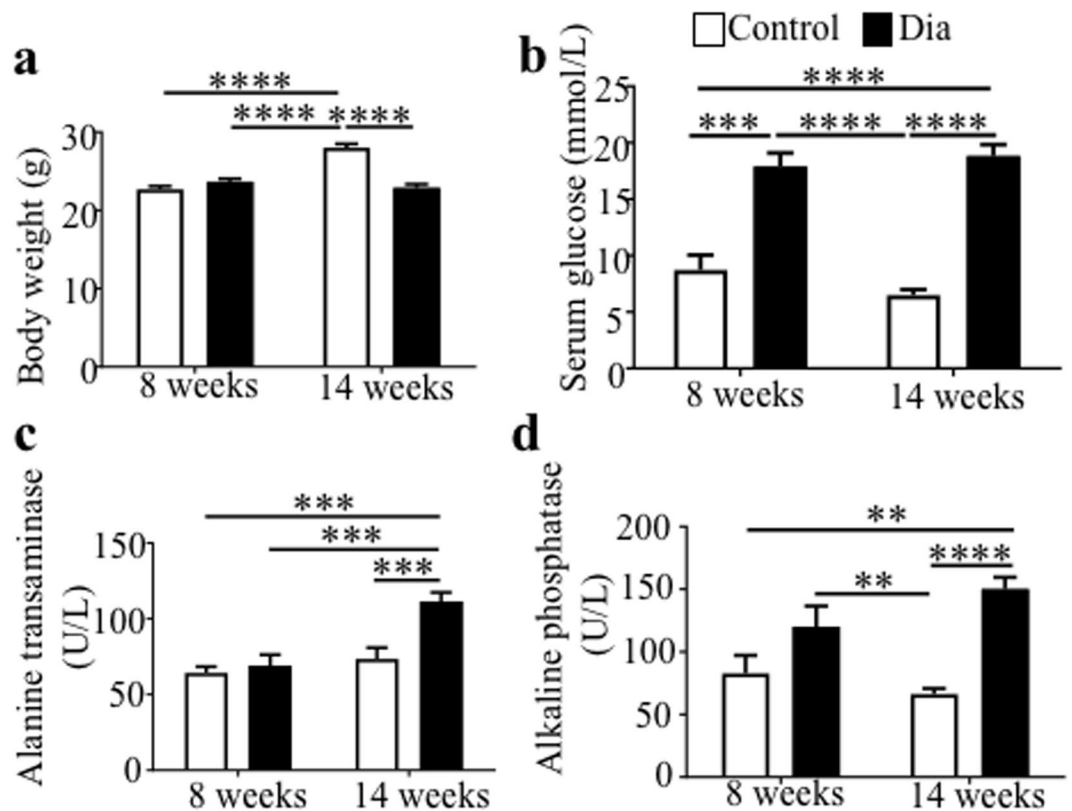 Control Dia
a
Body weight (g)
****
**** ****
30
20
10
0
8 weeks 14 weeks
b
Serum glucose (mmol/L)
****
*** **** ****
25
20
15
10
5
0
8 weeks 14 weeks
c
Alanine transaminase
(U/L)
***
***
***
150
100
50
0
8 weeks 14 weeks
d
Alkaline phosphatase
(U/L)
**
****
**
200
150
100
50
0
8 weeks 14 weeks